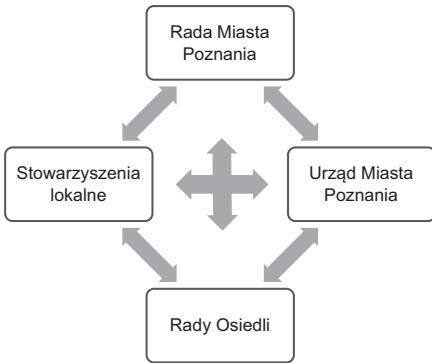 Rada Miasta
Poznania
Stowarzyszenia
lokalne
Urząd Miasta
Poznania
Rady Osiedli